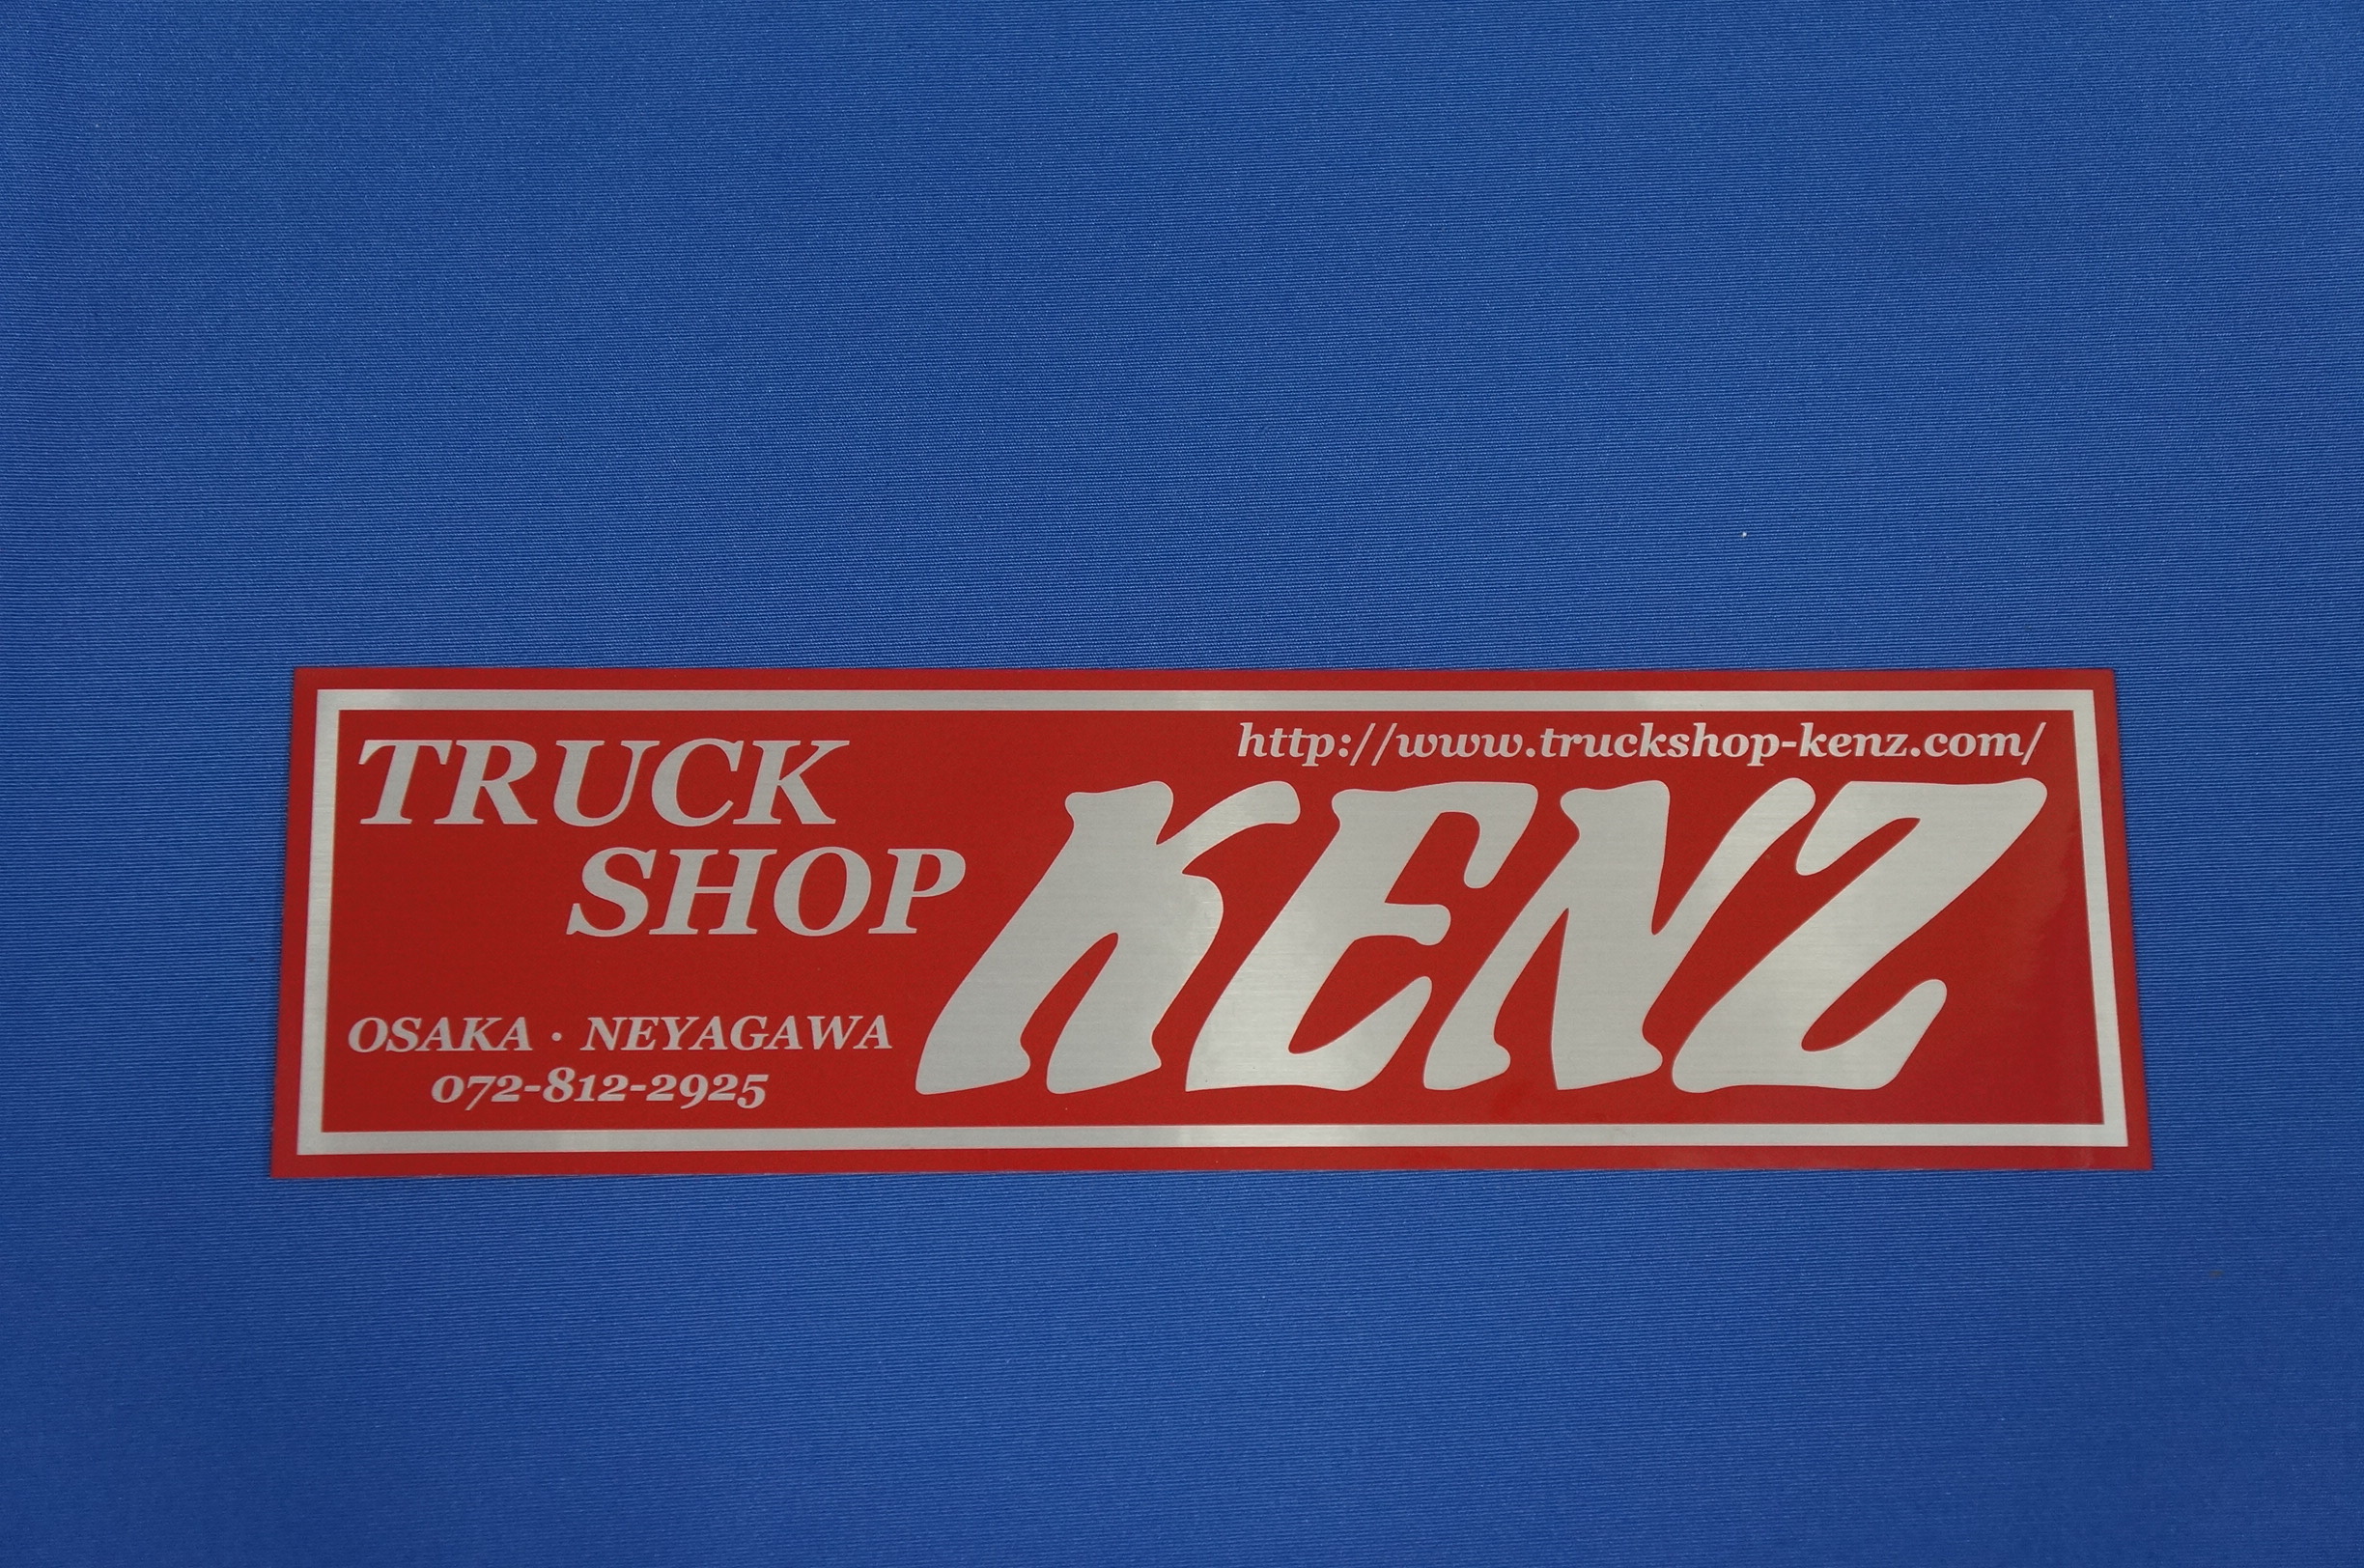 TRUCK
SHOP
http://www.truckshop-kenz.com/
KENZ
OSAKA・NEYAGAWA
072-812-2925